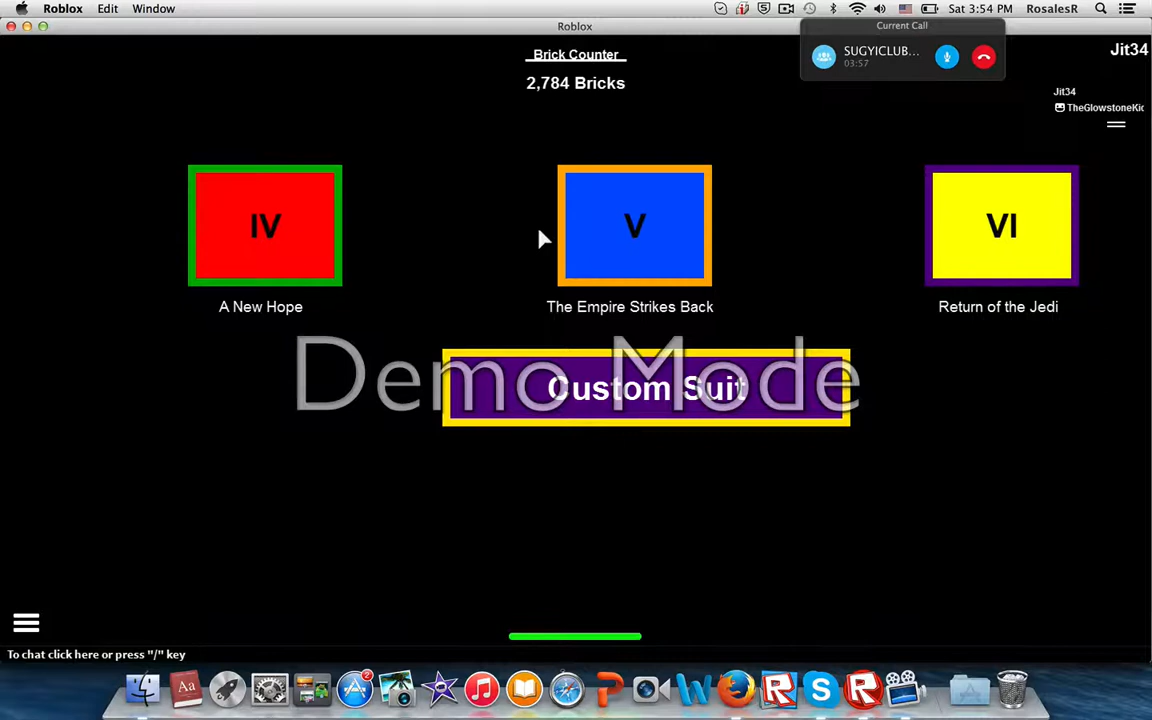 Roblox Edit Window
Sat 3:54 PM RosalesR
Roblox
Current Call
SUGYICLUB...
03:57
Brick Counter
2,784 Bricks
Jit34
Jit34
TheGlowstoneKid
IV
V
VI
A New Hope
The Empire Strikes Back
Return of the Jedi
Custom Suit
Demo Mode
To chat click here or press "/" key
Aa
2